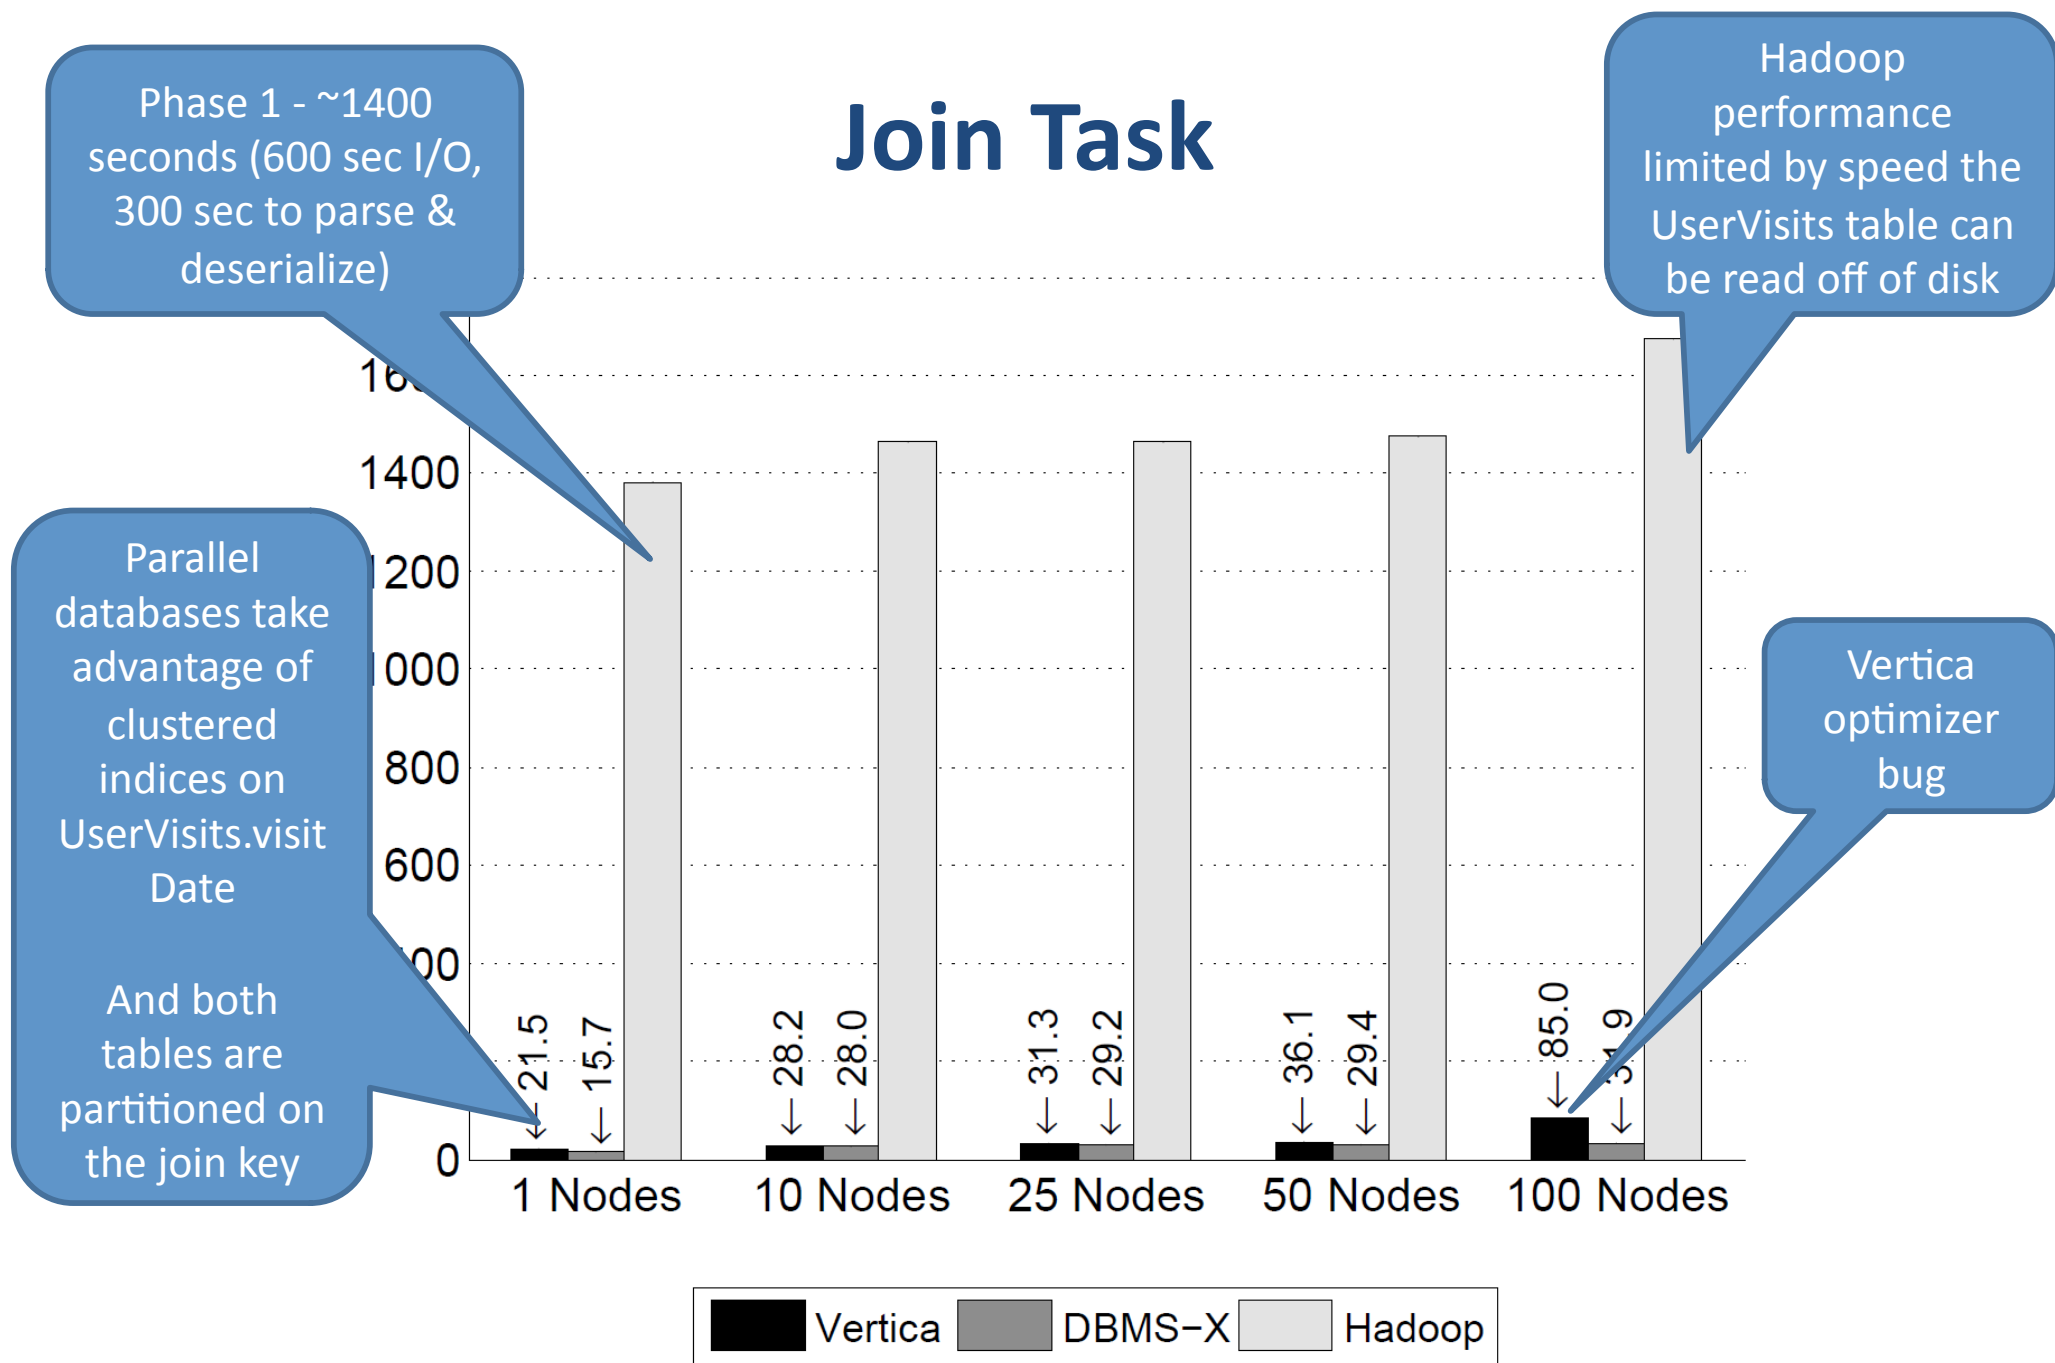 Join Task
Phase 1 - ~1400
seconds (600 sec I/O,
300 sec to parse &
deserialize)
Hadoop
performance
limited by speed the
UserVisits table can
be read off of disk
Parallel
databases take
advantage of
clustered
indices on
UserVisits.visit
Date
And both
tables are
partitioned on
the join key
Vertica
optimizer
bug
1400
1200
1000
800
600
0
← 21.5
← 15.7
← 28.2
← 28.0
← 31.3
← 29.2
← 36.1
← 29.4
← 85.0
1 Nodes
10 Nodes
25 Nodes
50 Nodes
100 Nodes
Vertica
DBMS−X
Hadoop